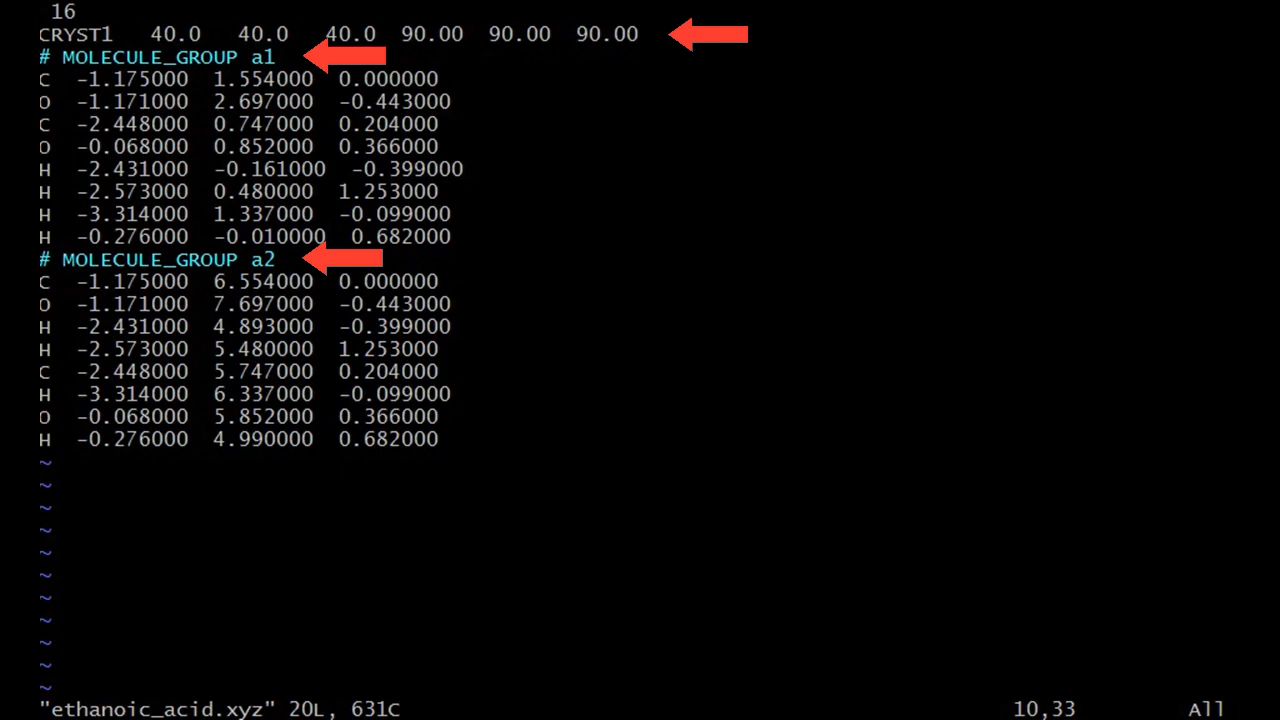 16
CRYST1 40.0 40.0 40.0 90.00 90.00 90.00
# MOLECULE_GROUP a1
C -1.175000 1.554000 0.000000
O -1.171000 2.697000 -0.443000
C -2.448000 0.747000 0.204000
O -0.068000 0.852000 0.366000
H -2.431000 -0.161000 -0.399000
H -2.573000 0.480000 1.253000
H -3.314000 1.337000 -0.099000
H -0.276000 -0.010000 0.682000
# MOLECULE_GROUP a2
C -1.175000 6.554000 0.000000
O -1.171000 7.697000 -0.443000
H -2.431000 4.893000 -0.399000
H -2.573000 5.480000 1.253000
C -2.448000 5.747000 0.204000
H -3.314000 6.337000 -0.099000
O -0.068000 5.852000 0.366000
H -0.276000 4.990000 0.682000
~
~
~
~
~
~
~
~
~
~
~
"ethanoic_acid.xyz" 20L, 631C 10,33 All